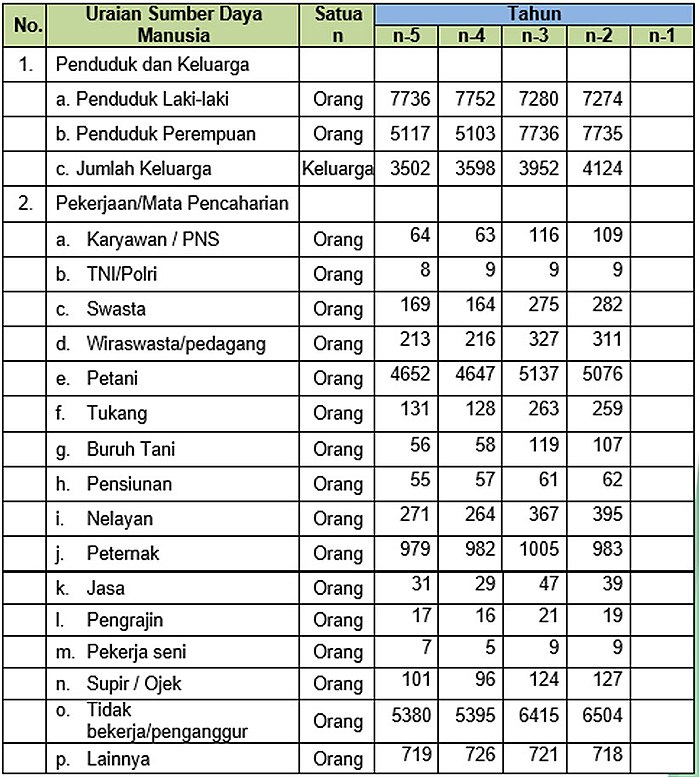 No. Uraian Sumber Daya Manusia Satua n Tahun
n-5 n-4 n-3 n-2 n-1
1. Penduduk dan Keluarga
a. Penduduk Laki-laki Orang 7736 7752 7280 7274
b. Penduduk Perempuan Orang 5117 5103 7736 7735
c. Jumlah Keluarga Keluarga 3502 3598 3952 4124
2. Pekerjaan/Mata Pencaharian
a. Karyawan / PNS Orang 64 63 116 109
b. TNI/Polri Orang 8 9 9 9
c. Swasta Orang 169 164 275 282
d. Wiraswasta/pedagang Orang 213 216 327 311
e. Petani Orang 4652 4647 5137 5076
f. Tukang Orang 131 128 263 259
g. Buruh Tani Orang 56 58 119 107
h. Pensiunan Orang 55 57 61 62
i. Nelayan Orang 271 264 367 395
j. Peternak Orang 979 982 1005 983
k. Jasa Orang 31 29 47 39
l. Pengrajin Orang 17 16 21 19
m. Pekerja seni Orang 7 5 9 9
n. Supir / Ojek Orang 101 96 124 127
o. Tidak
bekerja/penganggur Orang 5380 5395 6415 6504
p. Lainnya Orang 719 726 721 718